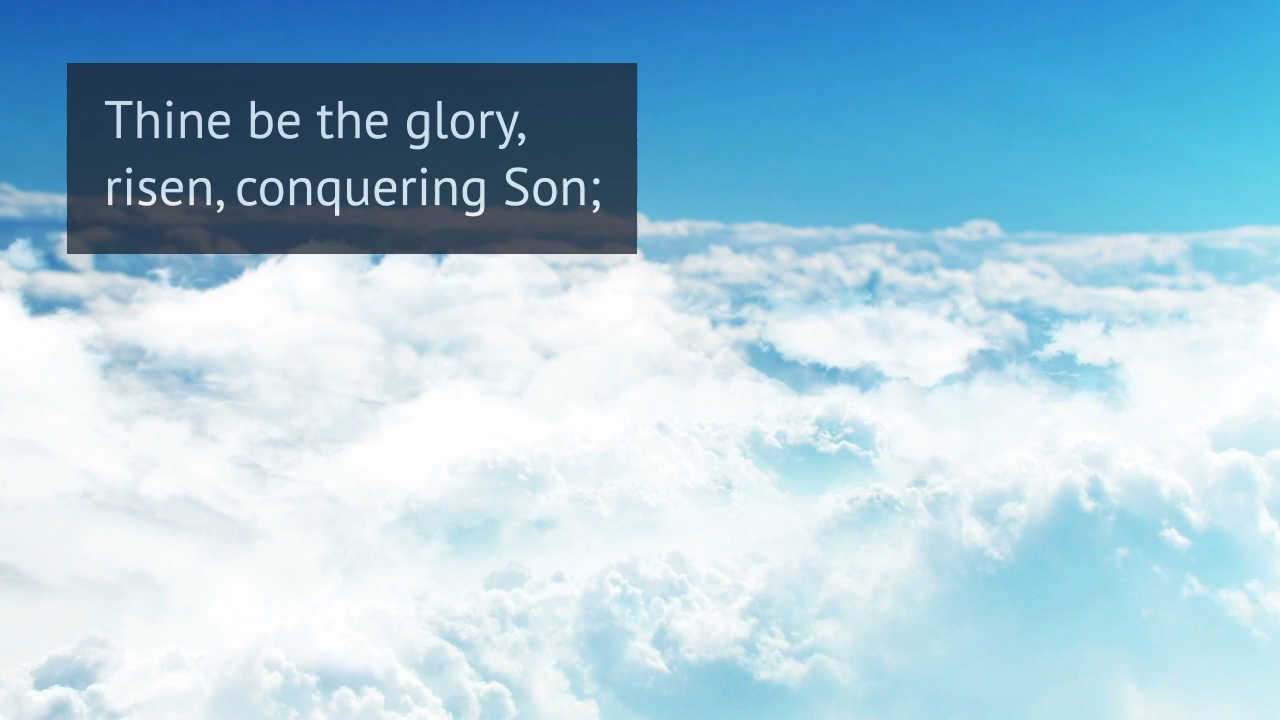 Thine be the glory,
risen, conquering Son;